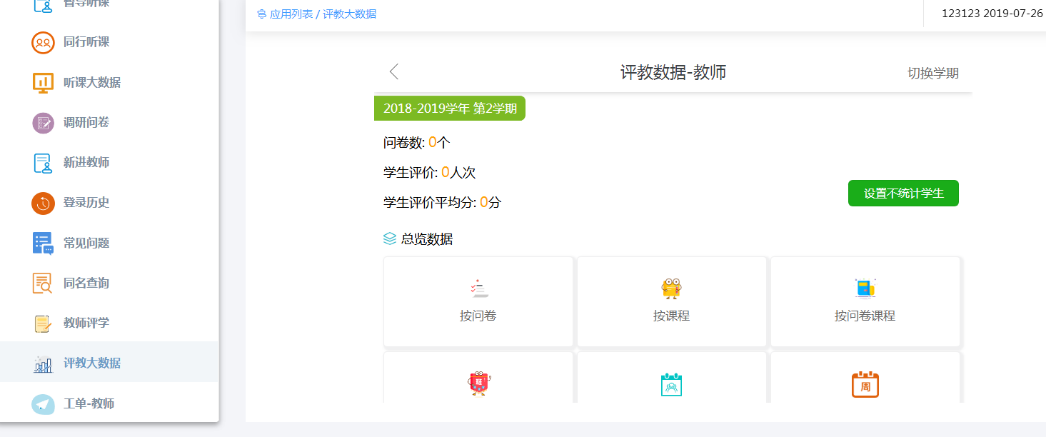 督导听课
同行听课
听课大数据
调研问卷
新进教师
登录历史
常见问题
同名查询
教师评学
评教大数据
工单-教师
应用列表 / 评教大数据
123123 2019-07-26
评教数据-教师
切换学期
2018-2019学年 第2学期
问卷数: 0个
学生评价: 0人次
学生评价平均分: 0分
设置不统计学生
总览数据
按问卷
按课程
按问卷课程
周